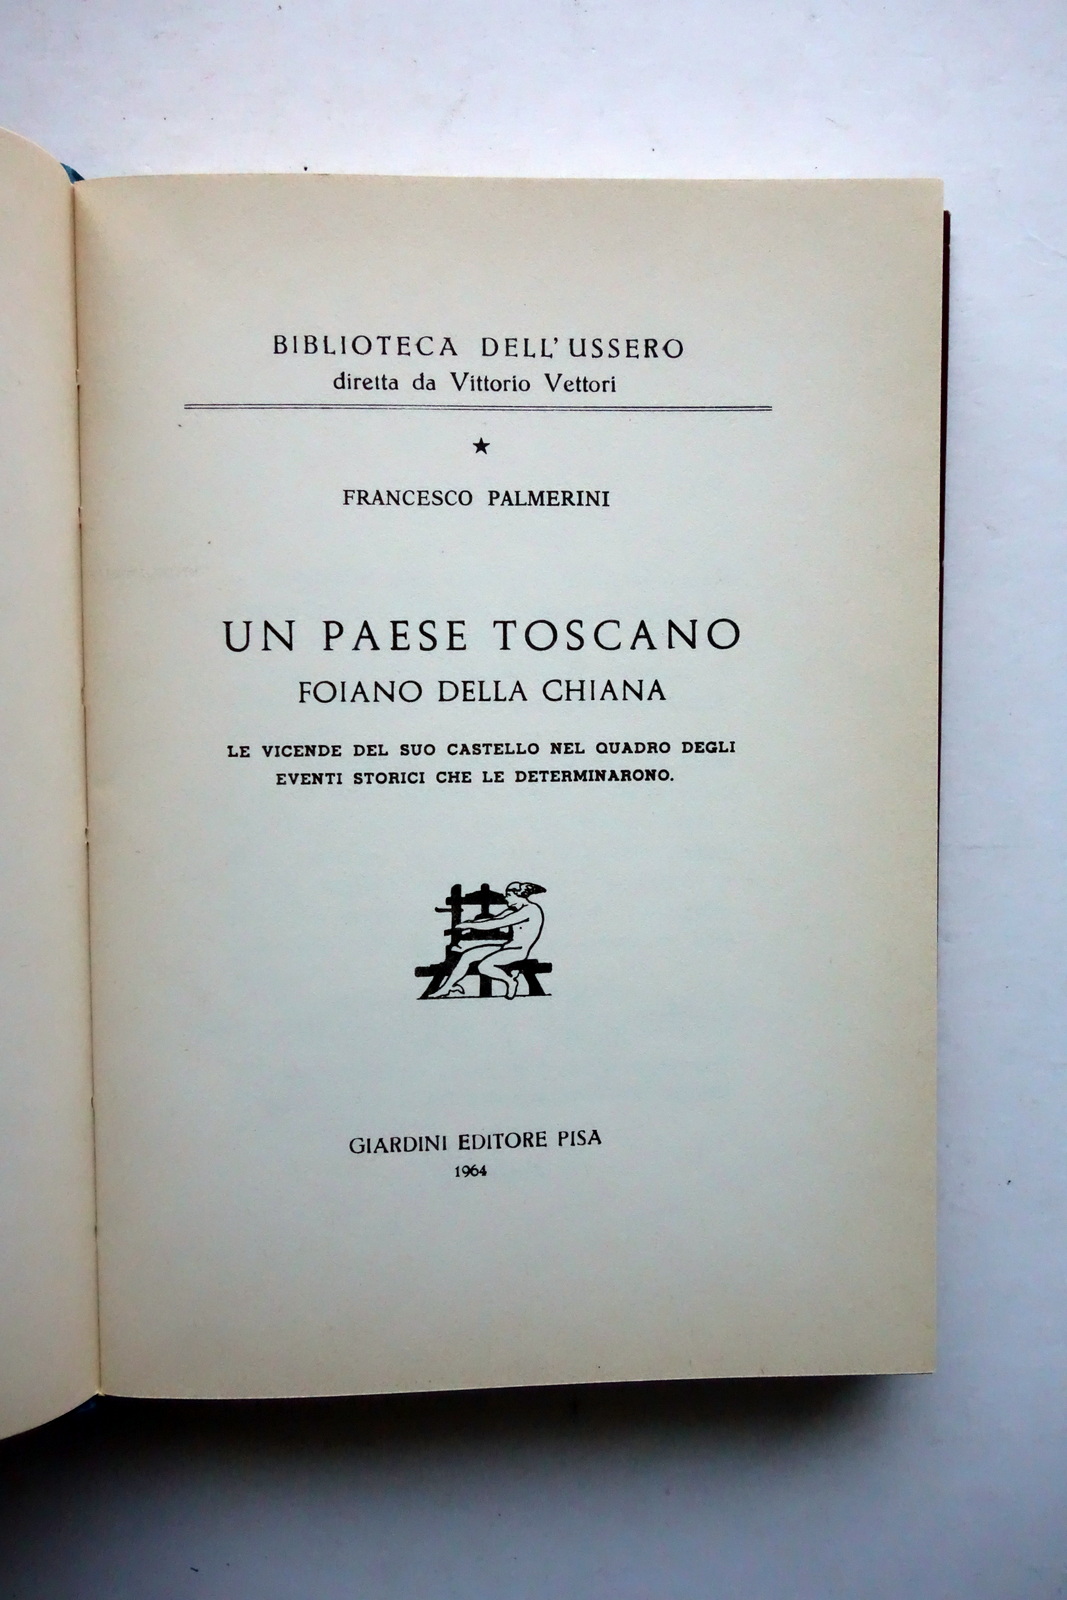 BIBLIOTECA DELL'USSERO
diretta da Vittorio Vettori
★
FRANCESCO PALMERINI
UN PAESE TOSCANO
FOIANO DELLA CHIANA
LE VICENDE DEL SUO CASTELLO NEL QUADRO DEGLI
EVENTI STORICI CHE LE DETERMINARONO.
GIARDINI EDITORE PISA
1964